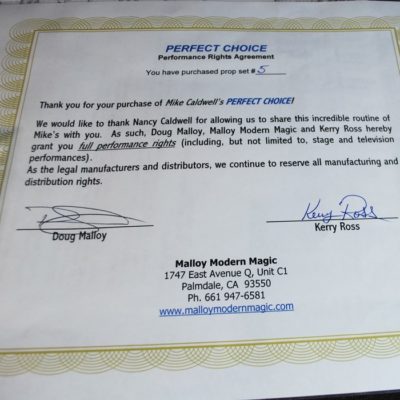 PERFECT CHOICE
Performance Rights Agreement
You have purchased prop set # 5
Thank you for your purchase of Mike Caldwell's PERFECT CHOICE!
We would like to thank Nancy Caldwell for allowing us to share this incredible routine of
Mike's with you. As such, Doug Malloy, Malloy Modern Magic and Kerry Ross hereby
grant you full performance rights (including, but not limited to, stage and television
performances).
As the legal manufacturers and distributors, we continue to reserve all manufacturing and
distribution rights.
Kerry Ross
Doug Malloy
Kerry Ross
Malloy Modern Magic
1747 East Avenue Q, Unit C1
Palmdale, CA 93550
Ph. 661 947-6581
www.malloymodernmagic.com